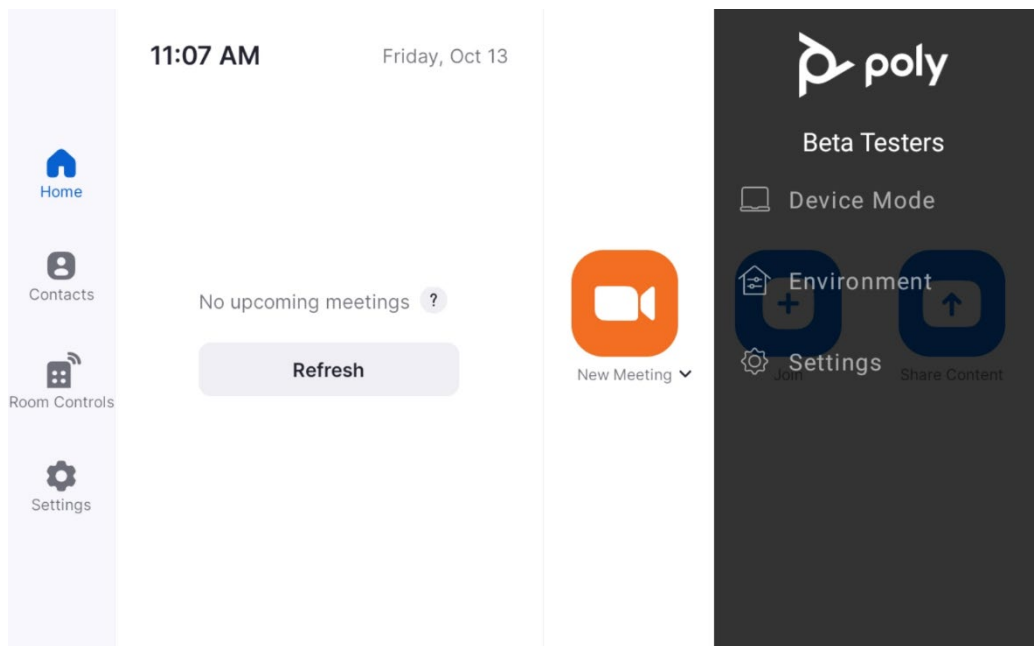 11:07 AM
Friday, Oct 13
Home
Contacts
Room Controls
Settings
No upcoming meetings ?
Refresh
New Meeting
Join
Share Content
poly
Beta Testers
Device Mode
Environment
Settings